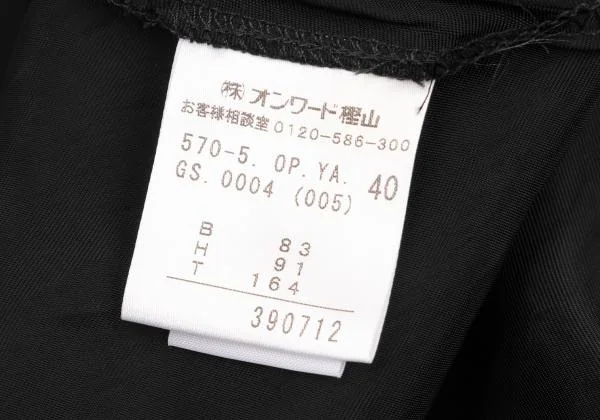 ㈱オンワード樫山
お客様相談室 0120-586-300
570-5. OP.YA. 40
GS.0004 (005)
B 83
H 91
T 164
390712